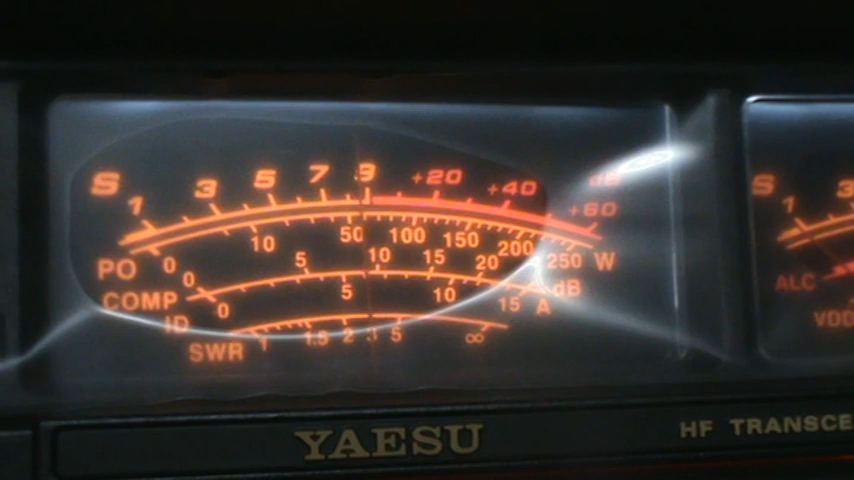 S 1 3 5 7 9 +20 +40 +60 dB
PO 0 10 50 100 150 200 250 W
COMP 0 5 10 15 20 dB
ID 0 5 10 15 A
SWR 1 1.5 2 3 5 ∞
S 1 3
ALC
VDD
YAESU
HF TRANSCE